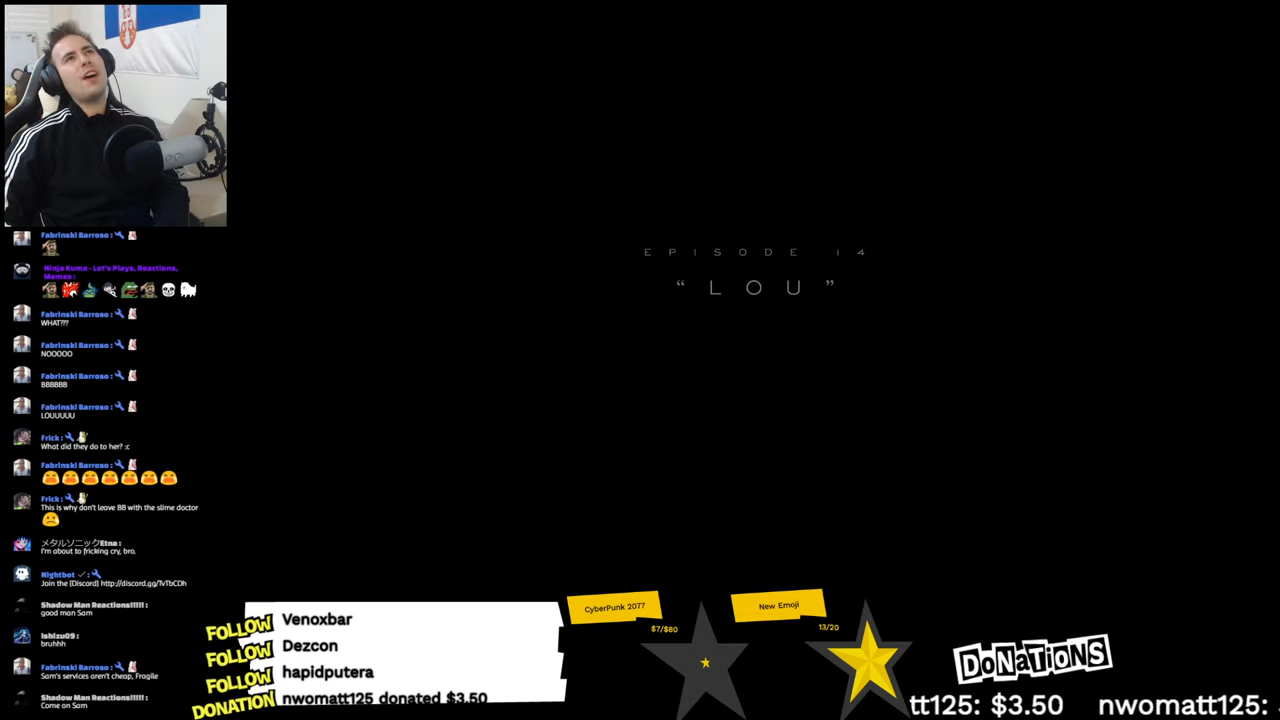 Fabrinski Barroso :
Ninja Kuma - Let's Plays, Reactions,
Memes :
Fabrinski Barroso :
WHAT???
Fabrinski Barroso :
NOOOOO
Fabrinski Barroso :
BBBBBB
Fabrinski Barroso :
LOUUUUU
Frick :
What did they do to her? :c
Fabrinski Barroso :
Frick :
This is why don't leave BB with the slime doctor
メタルソニックEtna :
I'm about to fricking cry, bro.
Nightbot ✓ :
Join the [Discord] http://discord.gg/1VTbCDh
Shadow Man Reactions!!!!! :
good man Sam
Ishizu09 :
bruhhh
Fabrinski Barroso :
Sam's services aren't cheap, Fragile
Shadow Man Reactions!!!!! :
Come on Sam
EPISODE 14
“LOU”
FOLLOW Venoxbar
FOLLOW Dezcon
FOLLOW hapidputera
DONATION nwomatt125 donated $3.50
CyberPunk 2077
$7/$80
New Emoji
13/20
DONATIONS
tt125: $3.50 nwomatt125: